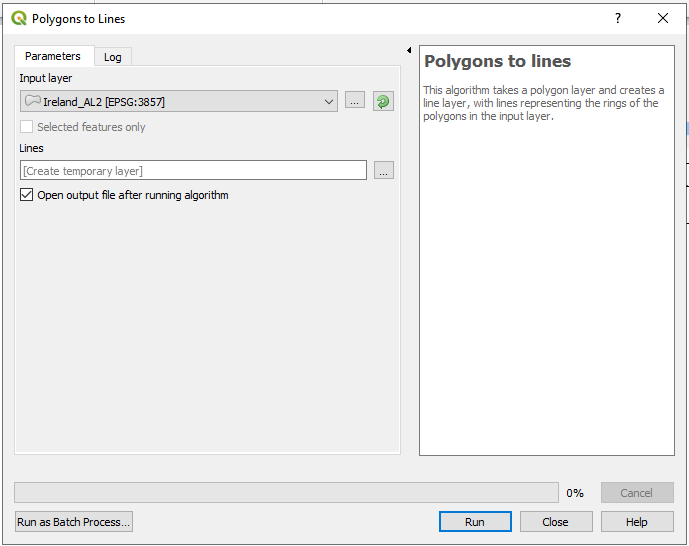 Polygons to Lines
?
Parameters
Log
Input layer
Ireland_AL2 [EPSG:3857]
...
Selected features only
Lines
[Create temporary layer]
...
Open output file after running algorithm
Polygons to lines
This algorithm takes a polygon layer and creates a
line layer, with lines representing the rings of the
polygons in the input layer.
0%
Cancel
Run as Batch Process...
Run
Close
Help